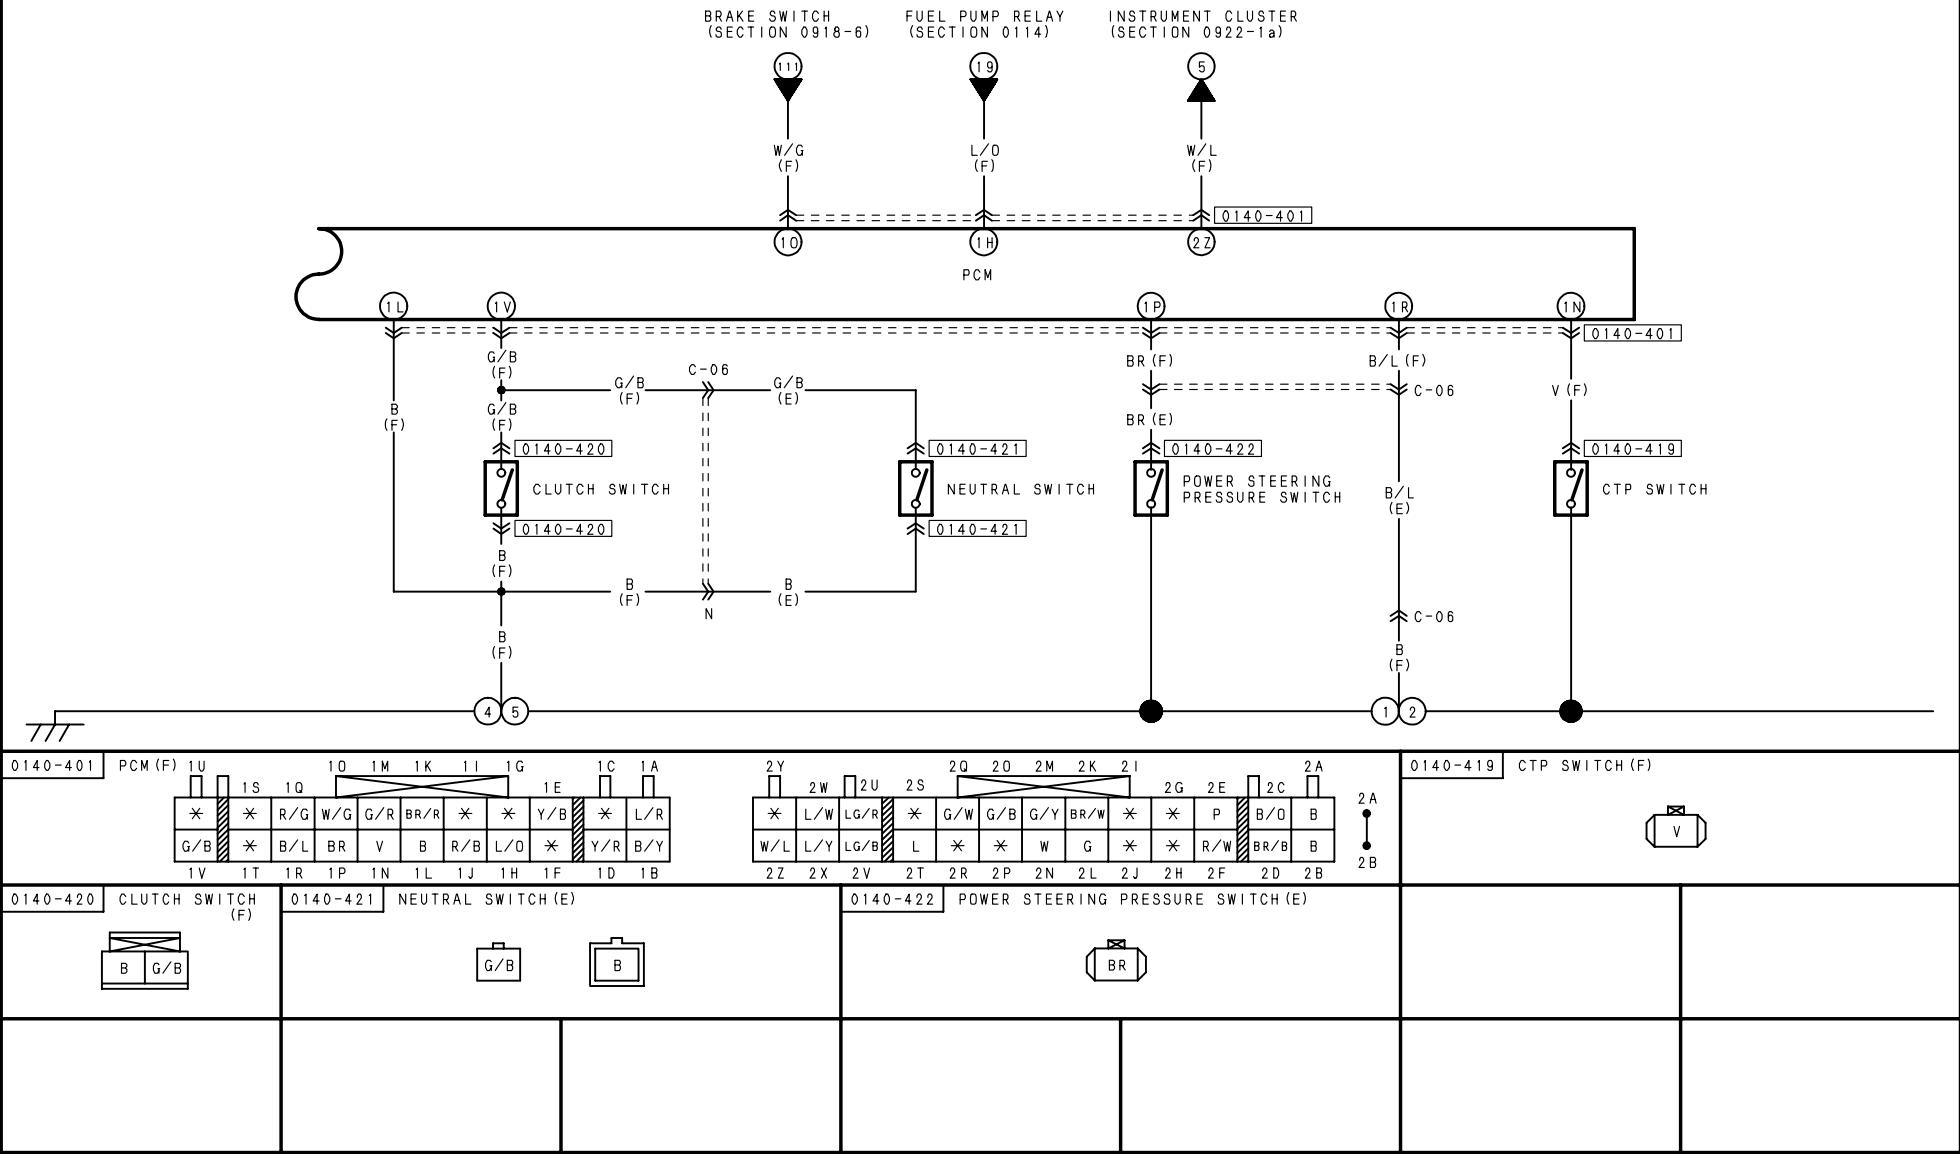 BRAKE SWITCH
(SECTION 0918-6)
FUEL PUMP RELAY
(SECTION 0114)
INSTRUMENT CLUSTER
(SECTION 0922-1a)
111
19
5
W/G
(F)
L/O
(F)
W/L
(F)
0140-401
1O
1H
2Z
PCM
1L
1V
1P
1R
1N
0140-401
G/B
(F)
BR(F)
B/L(F)
C-06
G/B
(F)
G/B
(E)
C-06
V(F)
B
(F)
G/B
(F)
BR(E)
0140-420
0140-421
0140-422
0140-419
CLUTCH SWITCH
NEUTRAL SWITCH
POWER STEERING
PRESSURE SWITCH
B/L
(E)
CTP SWITCH
0140-420
0140-421
B
(F)
B
(F)
B
(E)
N
C-06
B
(F)
B
(F)
4 5
1 2
0140-401 PCM(F)
1U 1O 1M 1K 1I 1G 1C 1A
1S 1Q 1E
* * R/G W/G G/R BR/R * * Y/B * L/R
G/B * B/L BR V B R/B L/O * Y/R B/Y
1V 1T 1R 1P 1N 1L 1J 1H 1F 1D 1B
2Y 2Q 2O 2M 2K 2I 2A
2W 2U 2S 2G 2E 2C
* L/W LG/R * G/W G/B G/Y BR/W * * P B/O B
W/L L/Y LG/B L * * W G * * R/W BR/B B
2Z 2X 2V 2T 2R 2P 2N 2L 2J 2H 2F 2D 2B
2A
2B
0140-419 CTP SWITCH(F)
V
0140-420 CLUTCH SWITCH
(F)
B G/B
0140-421 NEUTRAL SWITCH(E)
G/B B
0140-422 POWER STEERING PRESSURE SWITCH(E)
BR